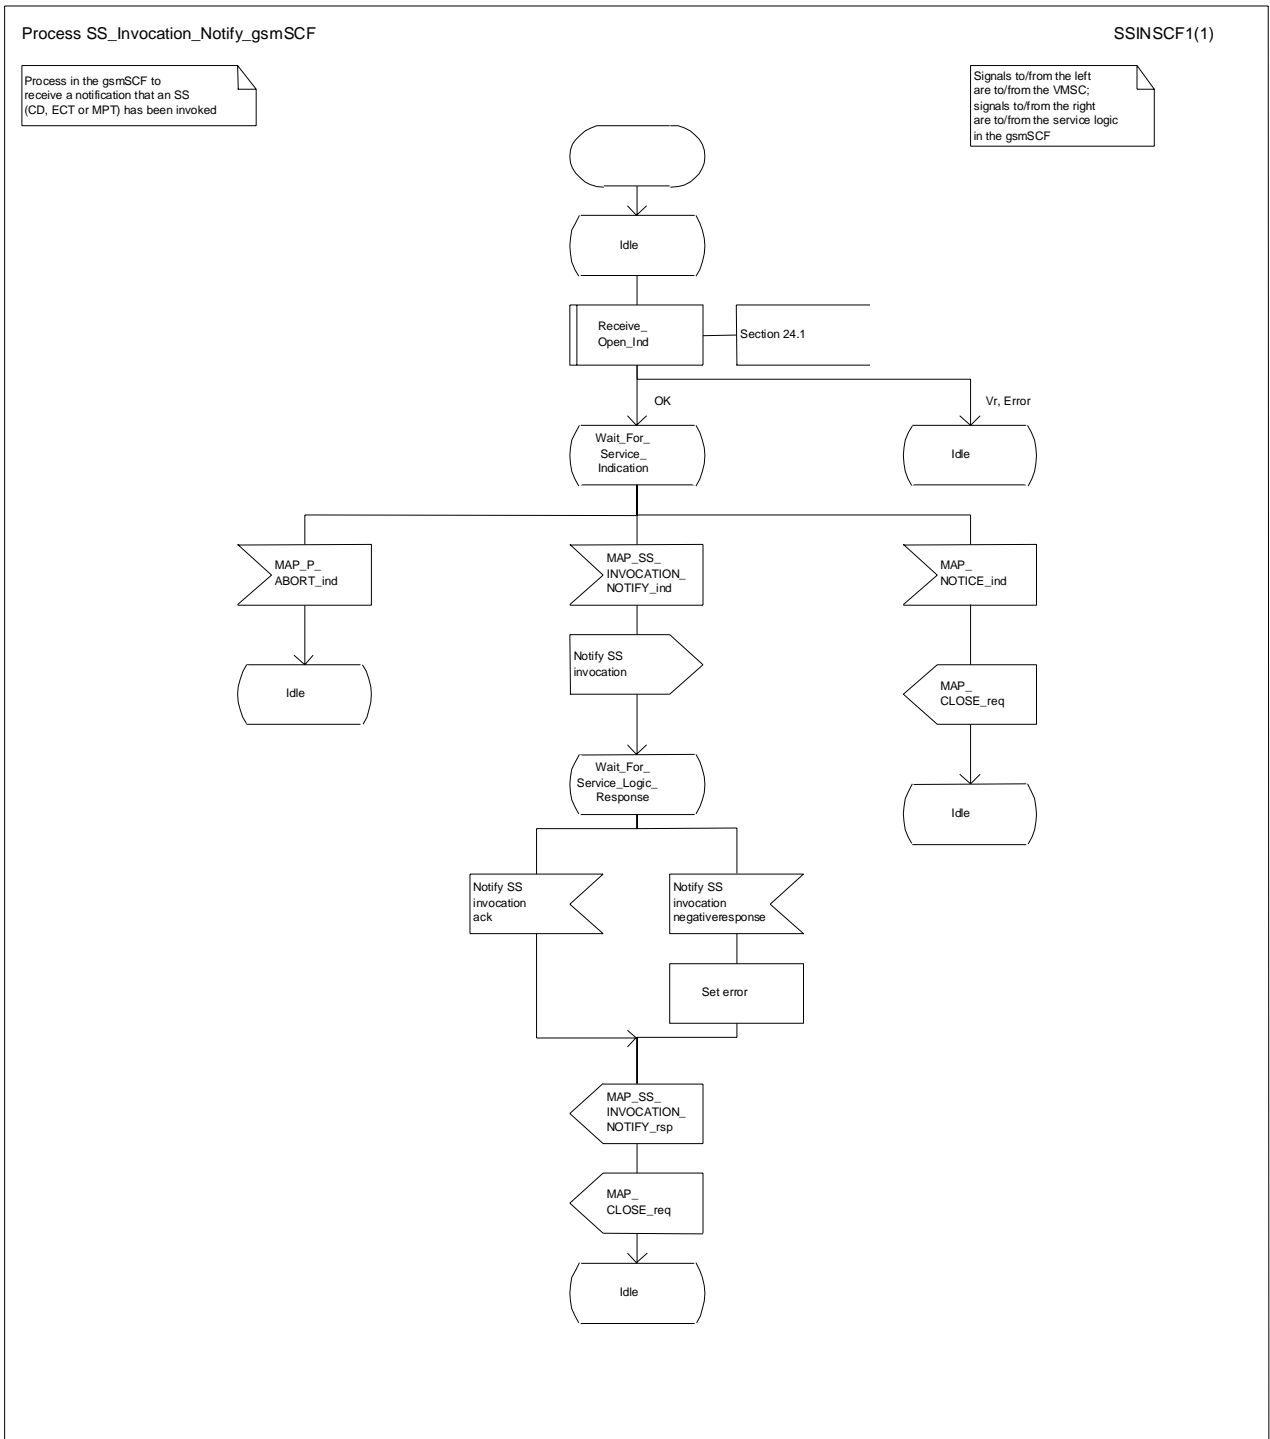 Process SS_Invocation_Notify_gsmSCF
SSINSCF1(1)
Process in the gsmSCF to
receive a notification that an SS
(CD, ECT or MPT) has been invoked
Signals to/from the left
are to/from the VMSC;
signals to/from the right
are to/from the service logic
in the gsmSCF
Idle
Receive_
Open_Ind
Section 24.1
OK
Vr, Error
Wait_For_
Service_
Indication
Idle
MAP_P_
ABORT_ind
MAP_SS_
INVOCATION_
NOTIFY_ind
MAP_
NOTICE_ind
Notify SS
invocation
Idle
MAP_
CLOSE_req
Wait_For_
Service_Logic_
Response
Idle
Notify SS
invocation
ack
Notify SS
invocation
negativeresponse
Set error
MAP_SS_
INVOCATION_
NOTIFY_rsp
MAP_
CLOSE_req
Idle